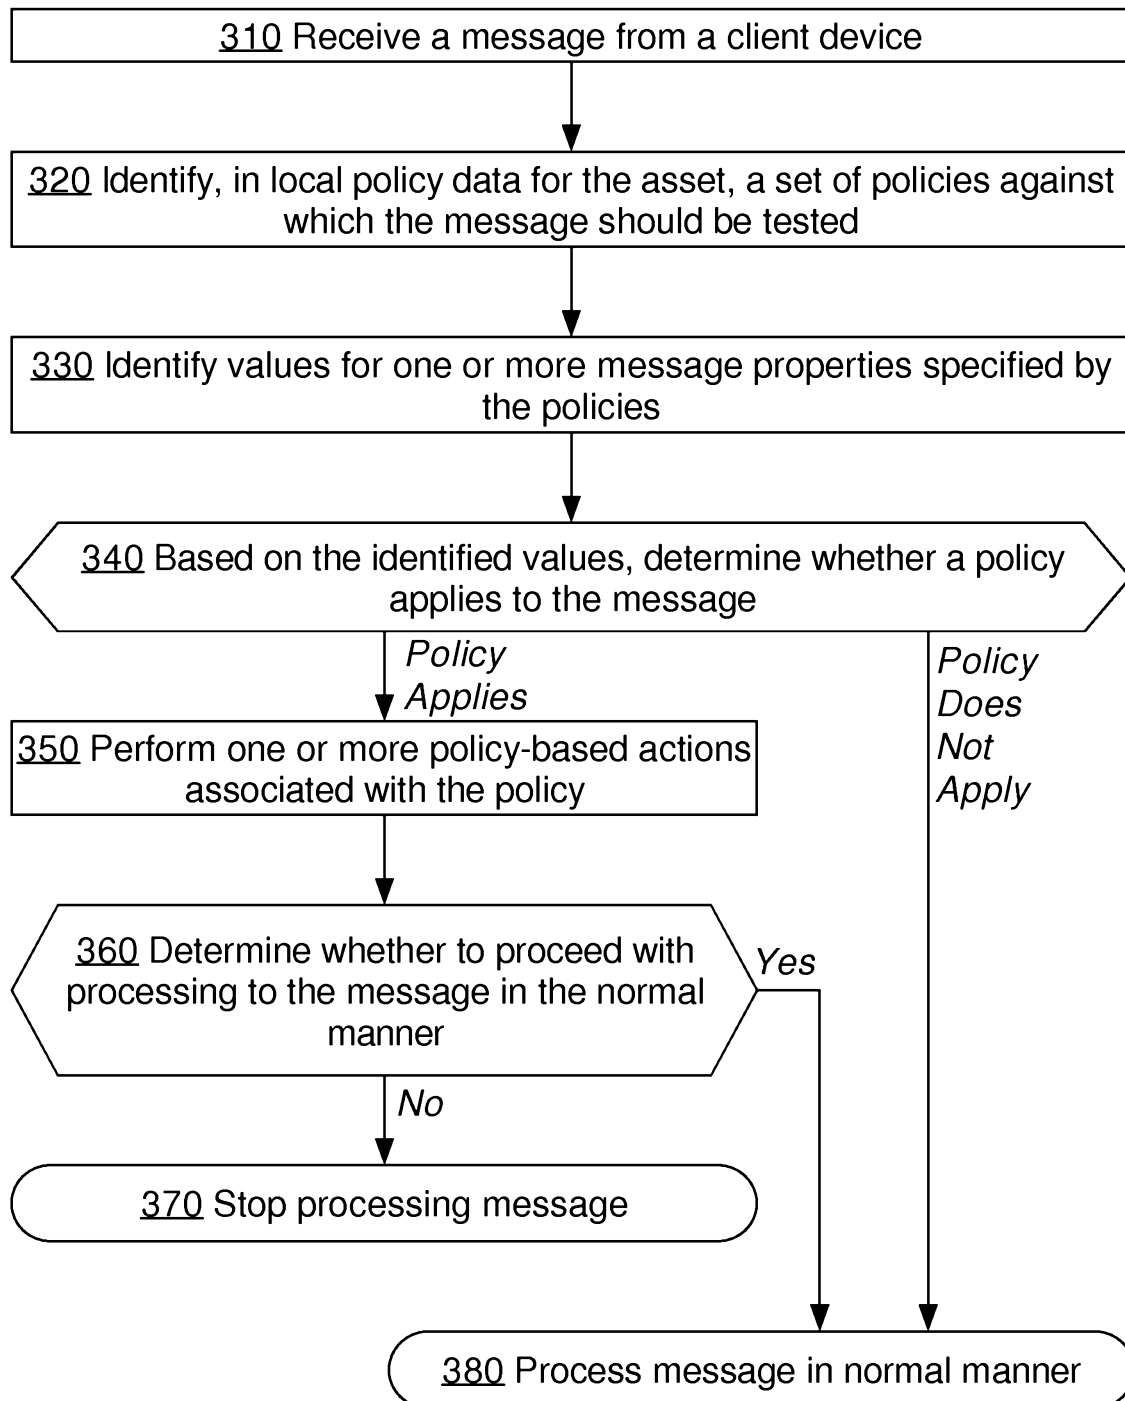 310 Receive a message from a client device
320 Identify, in local policy data for the asset, a set of policies against
which the message should be tested
330 Identify values for one or more message properties specified by
the policies
340 Based on the identified values, determine whether a policy
applies to the message
Policy
Applies
Policy
Does
Not
Apply
350 Perform one or more policy-based actions
associated with the policy
360 Determine whether to proceed with
processing to the message in the normal
manner
Yes
No
370 Stop processing message
380 Process message in normal manner